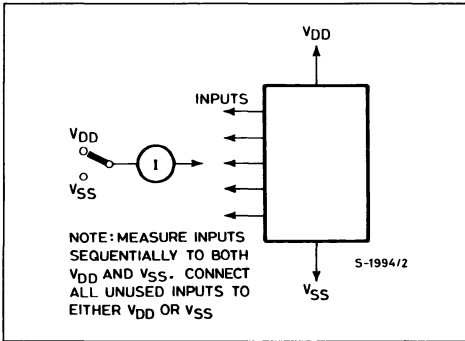 VDD
INPUTS
VDD
I
VSS
NOTE: MEASURE INPUTS
SEQUENTIALLY TO BOTH
VDD AND VSS. CONNECT
ALL UNUSED INPUTS TO
EITHER VDD OR VSS
S-1994/2
VSS